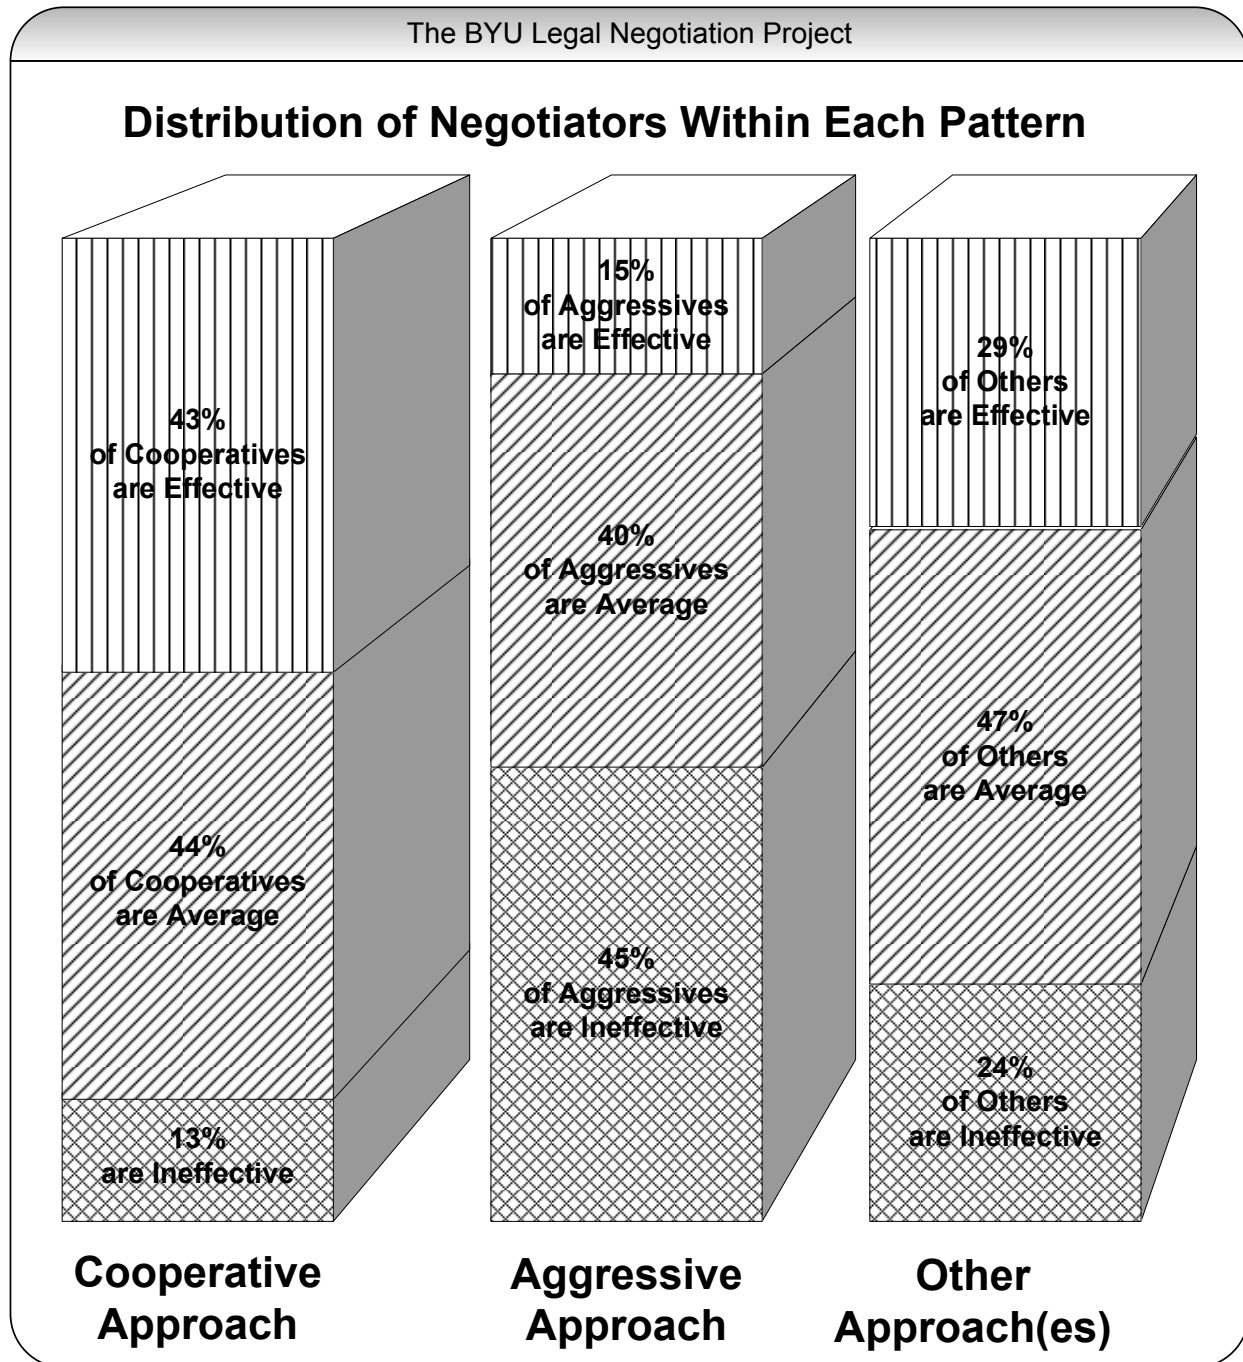 The BYU Legal Negotiation Project
Distribution of Negotiators Within Each Pattern
43%
of Cooperatives
are Effective
44%
of Cooperatives
are Average
13%
are Ineffective
Cooperative
Approach
15%
of Aggressives
are Effective
40%
of Aggressives
are Average
45%
of Aggressives
are Ineffective
Aggressive
Approach
29%
of Others
are Effective
47%
of Others
are Average
24%
of Others
are Ineffective
Other
Approach(es)